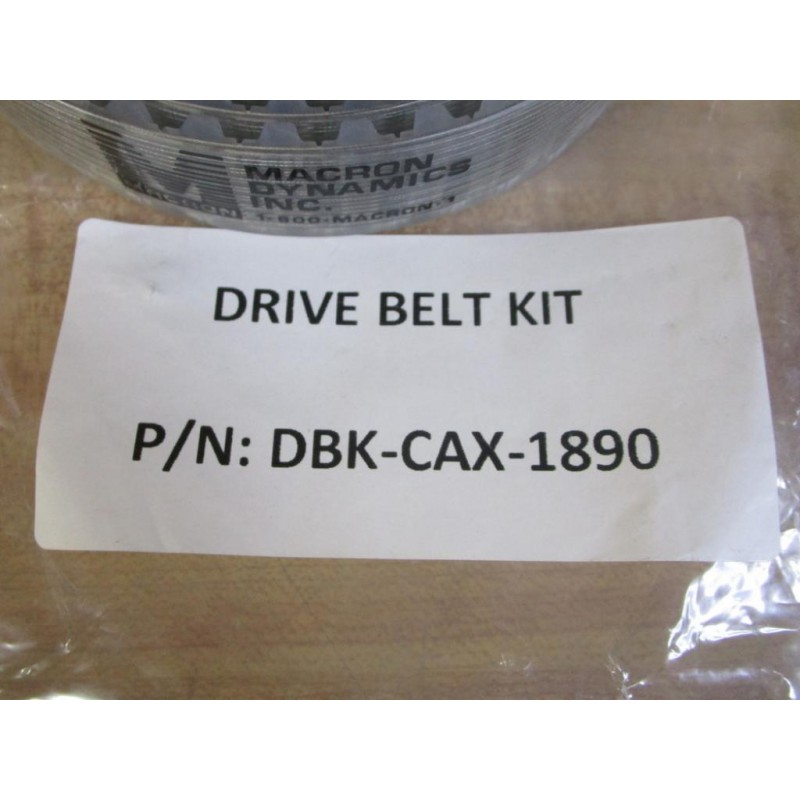 MACRON
DYNAMICS
INC.
1-800-MACRON-1
DRIVE BELT KIT
P/N: DBK-CAX-1890